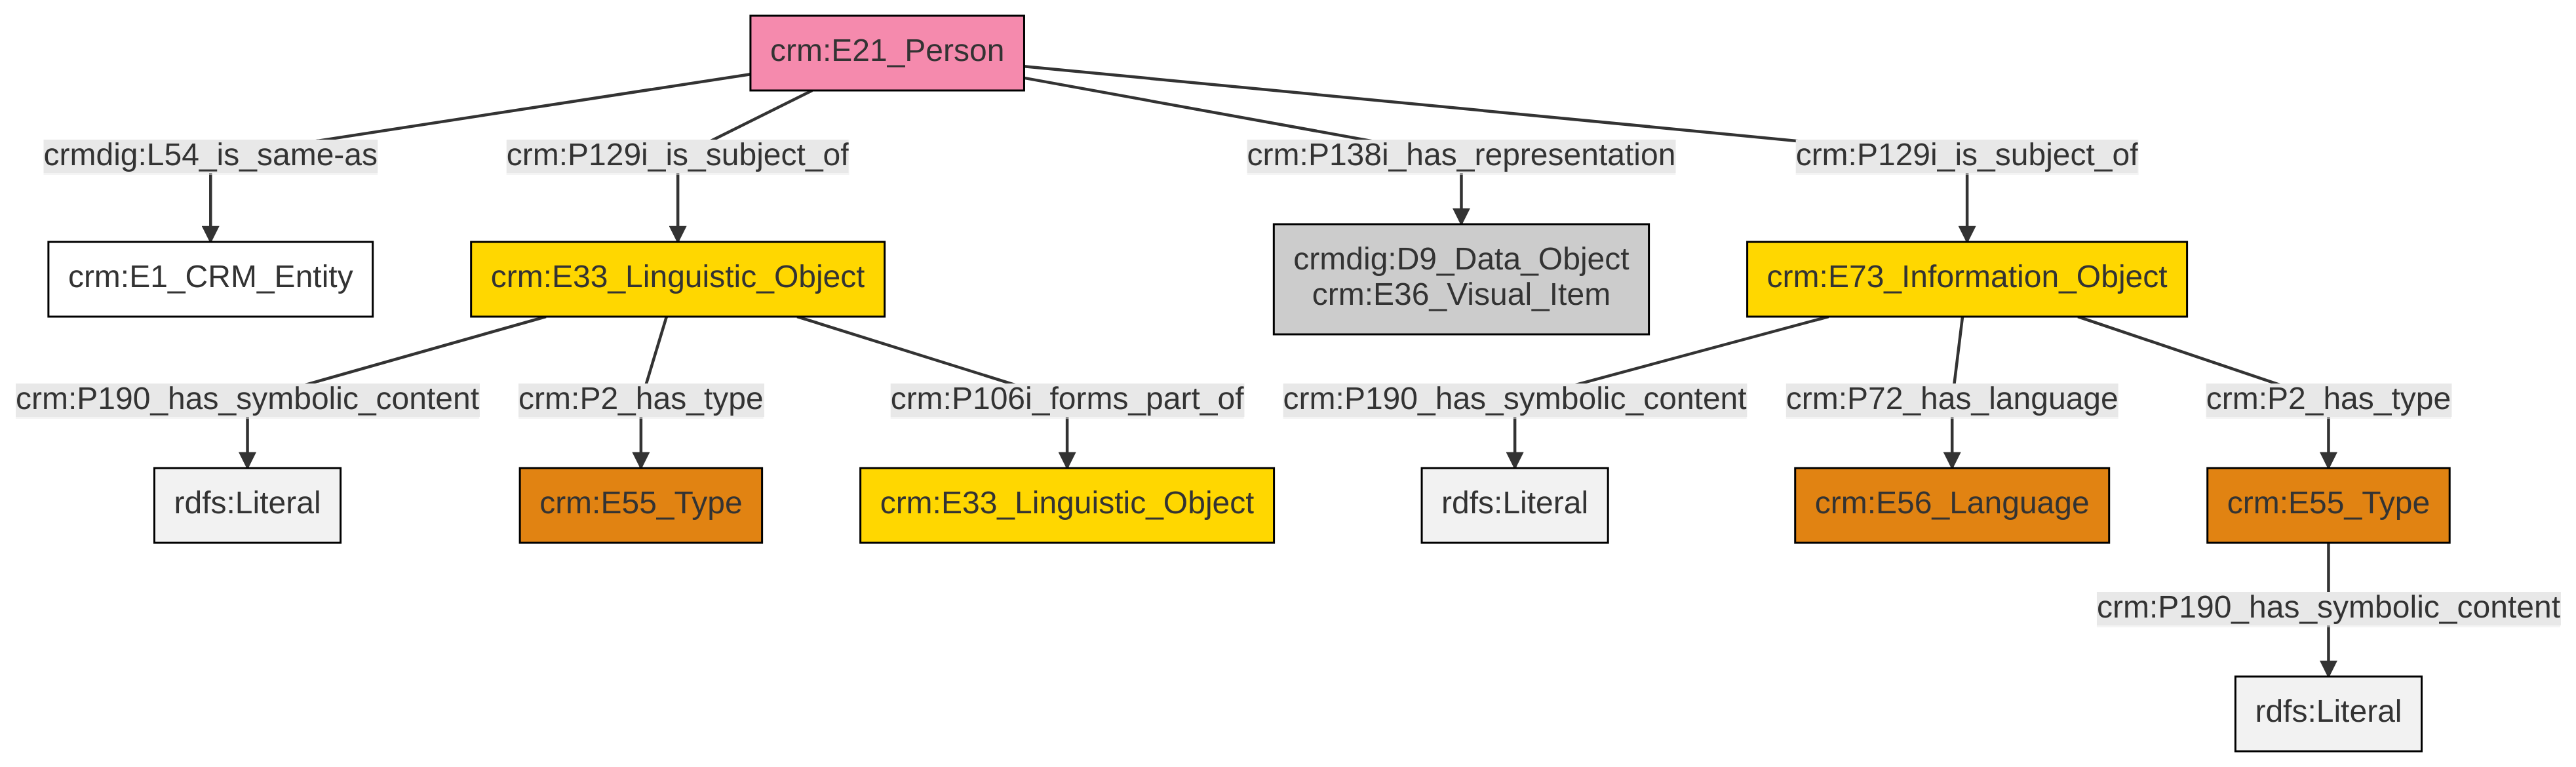 crm:E21_Person
crmdig:L54_is_same-as
crm:P129i_is_subject_of
crm:P138i_has_representation
crm:P129i_is_subject_of
crm:E1_CRM_Entity
crm:E33_Linguistic_Object
crmdig:D9_Data_Object
crm:E36_Visual_Item
crm:E73_Information_Object
crm:P190_has_symbolic_content
crm:P2_has_type
crm:P106i_forms_part_of
crm:P190_has_symbolic_content
crm:P72_has_language
crm:P2_has_type
rdfs:Literal
crm:E55_Type
crm:E33_Linguistic_Object
rdfs:Literal
crm:E56_Language
crm:E55_Type
crm:P190_has_symbolic_content
rdfs:Literal